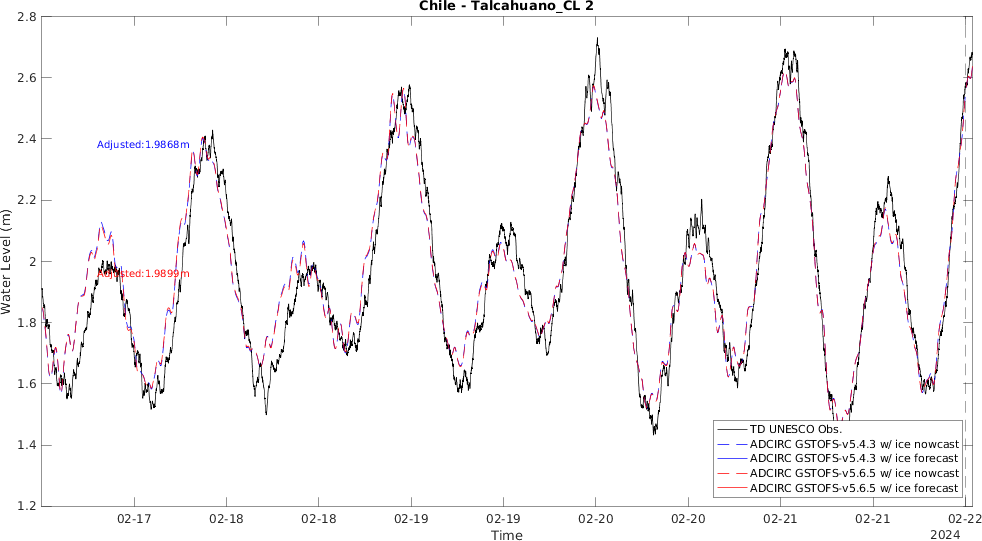 Chile - Talcahuano_CL 2
2.8
2.6
2.4
2.2
2
1.8
1.6
1.4
1.2
Water Level (m)
Adjusted:1.9868m
Adjusted:1.9899m
TD UNESCO Obs.
ADCIRC GSTOFS-v5.4.3 w/ ice nowcast
ADCIRC GSTOFS-v5.4.3 w/ ice forecast
ADCIRC GSTOFS-v5.6.5 w/ ice nowcast
ADCIRC GSTOFS-v5.6.5 w/ ice forecast
02-17 02-18 02-18 02-19 02-19 02-20 02-20 02-21 02-21 02-22
Time
2024